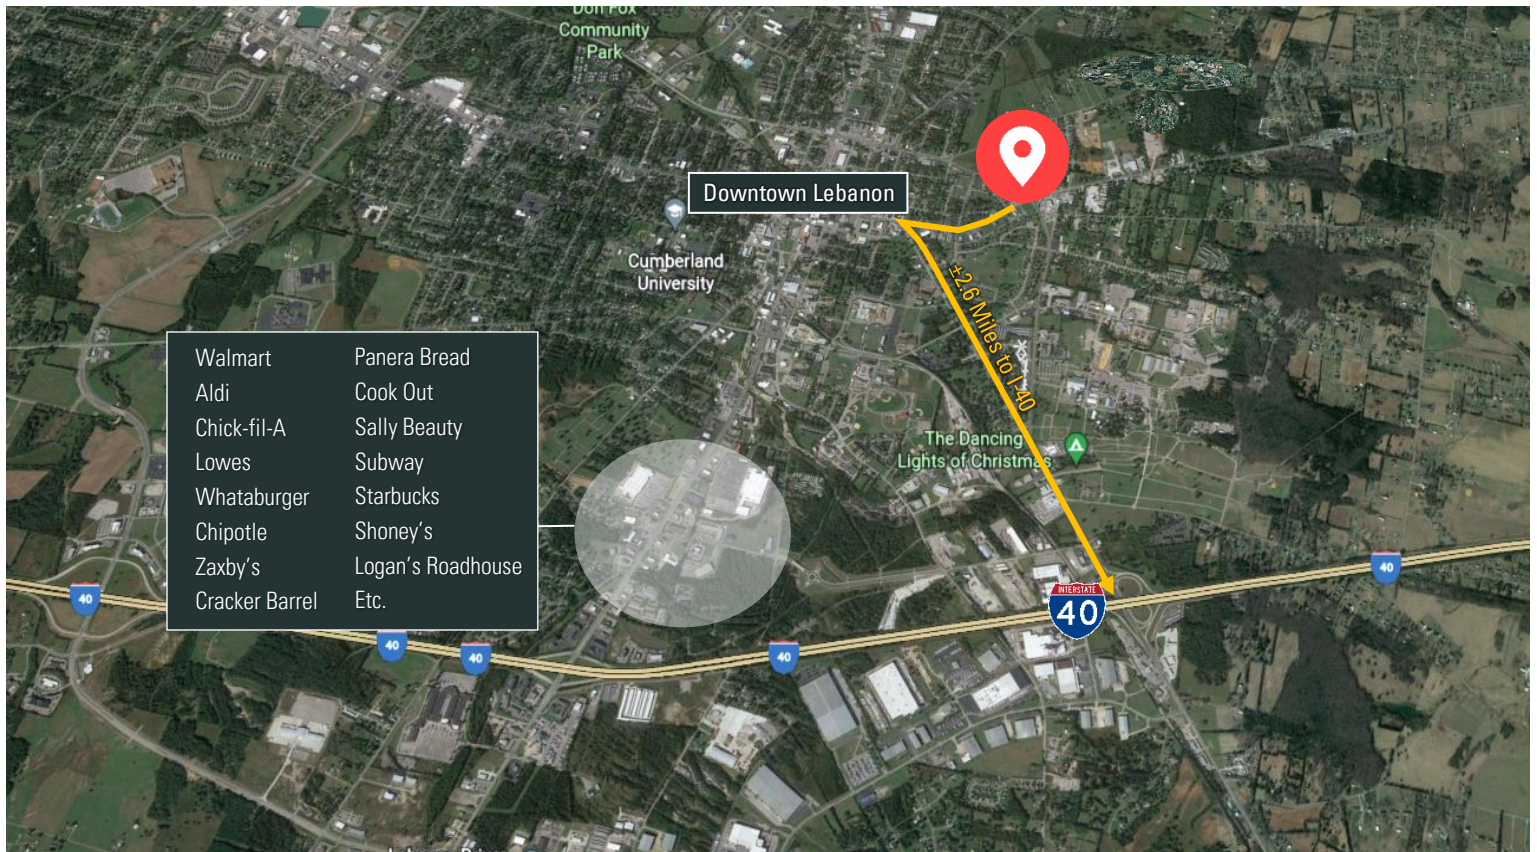 Don Fox
Community
Park
Downtown Lebanon
Cumberland
University
±2.6 Miles to I-40
Walmart
Aldi
Chick-fil-A
Lowes
Whataburger
Chipotle
Zaxby's
Cracker Barrel
Panera Bread
Cook Out
Sally Beauty
Subway
Starbucks
Shoney's
Logan's Roadhouse
Etc.
The Dancing
Lights of Christmas
40
40
40
40
40
INTERSTATE
40